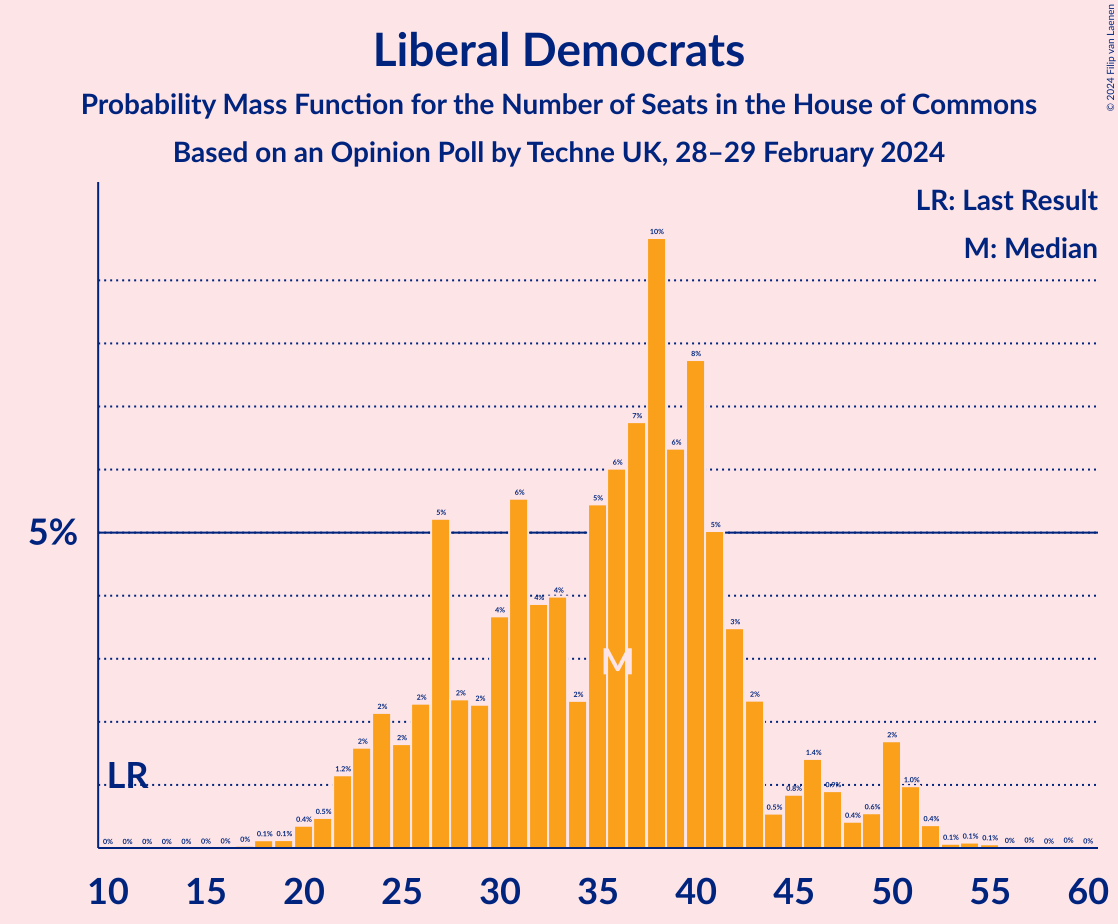 Liberal Democrats
Probability Mass Function for the Number of Seats in the House of Commons
Based on an Opinion Poll by Techne UK, 28–29 February 2024
© 2024 Filip van Laenen
LR: Last Result
M: Median
5%
LR
M
0% 0% 0% 0% 0% 0% 0% 0% 0.1% 0.1% 0.4% 0.5% 1.2% 2% 2% 2% 2% 5% 2% 2% 4% 6% 4% 4% 2% 5% 6% 7% 10% 6% 8% 5% 3% 2% 0.5% 0.8% 1.4% 0.9% 0.4% 0.6% 2% 1.0% 0.4% 0.1% 0.1% 0.1% 0% 0% 0% 0% 0%
10 15 20 25 30 35 40 45 50 55 60